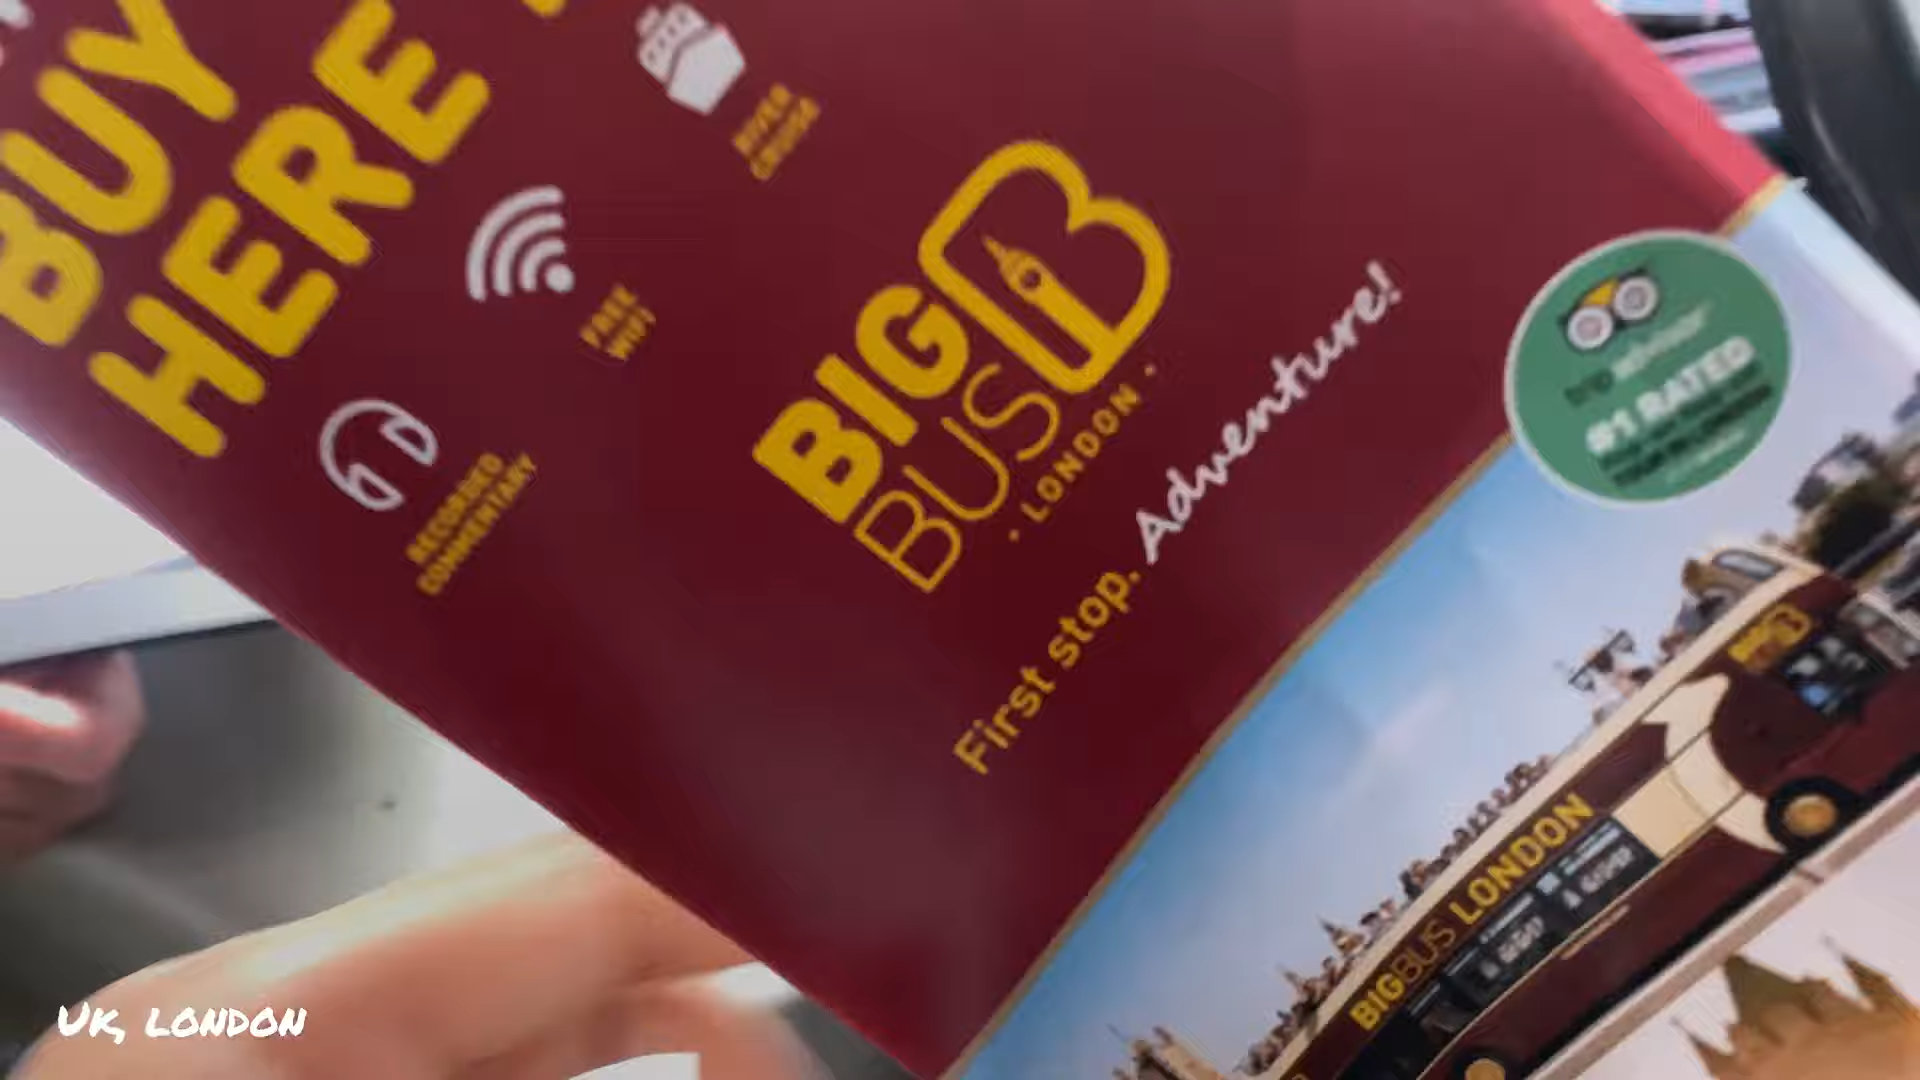 BUY
HERE
RIVER
CRUISE
FREE
WIFI
RECORDED
COMMENTARY
BIG
BUS
· LONDON ·
First stop. Adventure!
tripadvisor
#1 RATED
BIG BUS
BIGBUS LONDON
UK, LONDON